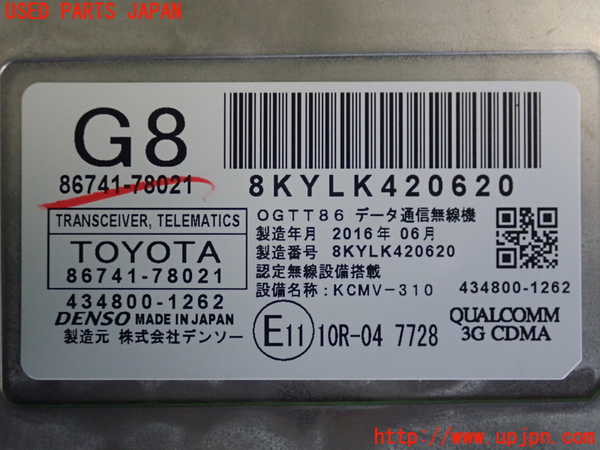 USED PARTS JAPAN
G8
86741-78021
8KYLK420620
TRANSCEIVER, TELEMATICS
TOYOTA
86741-78021
434800-1262
DENSO MADE IN JAPAN
製造元 株式会社デンソー
OGTT86 データ通信無線機
製造年月 2016年 06月
製造番号 8KYLK420620
認定無線設備搭載
設備名称:KCMV-310
E11 10R-04 7728
434800-1262
QUALCOMM
3G CDMA
http://www.upjpn.com/